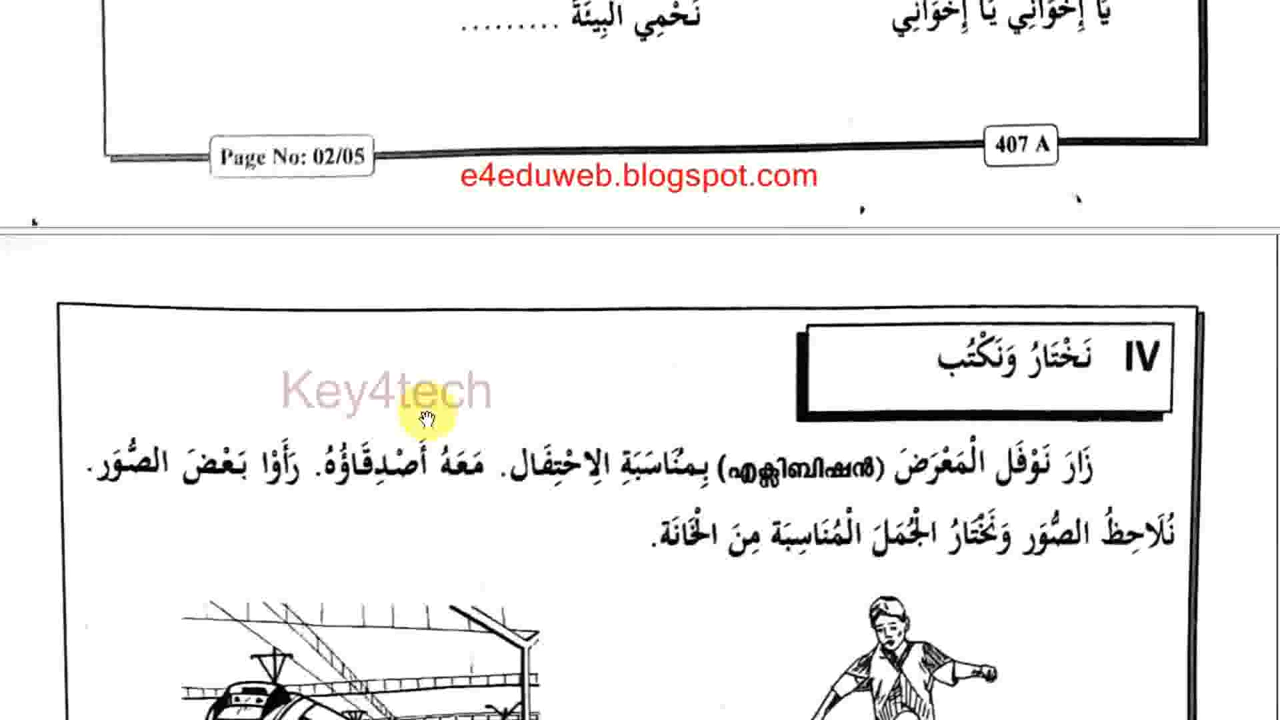 يَا إِخْوَانِي يَا إِخْوَانِي نَحْمِي الْبِيئَةَ .........
Page No: 02/05
407 A
e4eduweb.blogspot.com
IV نَخْتَارُ وَنَكْتُب
Key4tech
زَارَ نَوْفَل الْمَعْرَضَ (എക്സിബിഷൻ) بِمُنَاسَبَةِ الِاحْتِفَال. مَعَهُ أَصْدِقَاؤُهُ. رَأَوْا بَعْضَ الصُّوَر.
نُلَاحِظُ الصُّوَر وَنَخْتَارُ الْجُمَلَ الْمُنَاسِبَة مِنَ الْخَانَة.